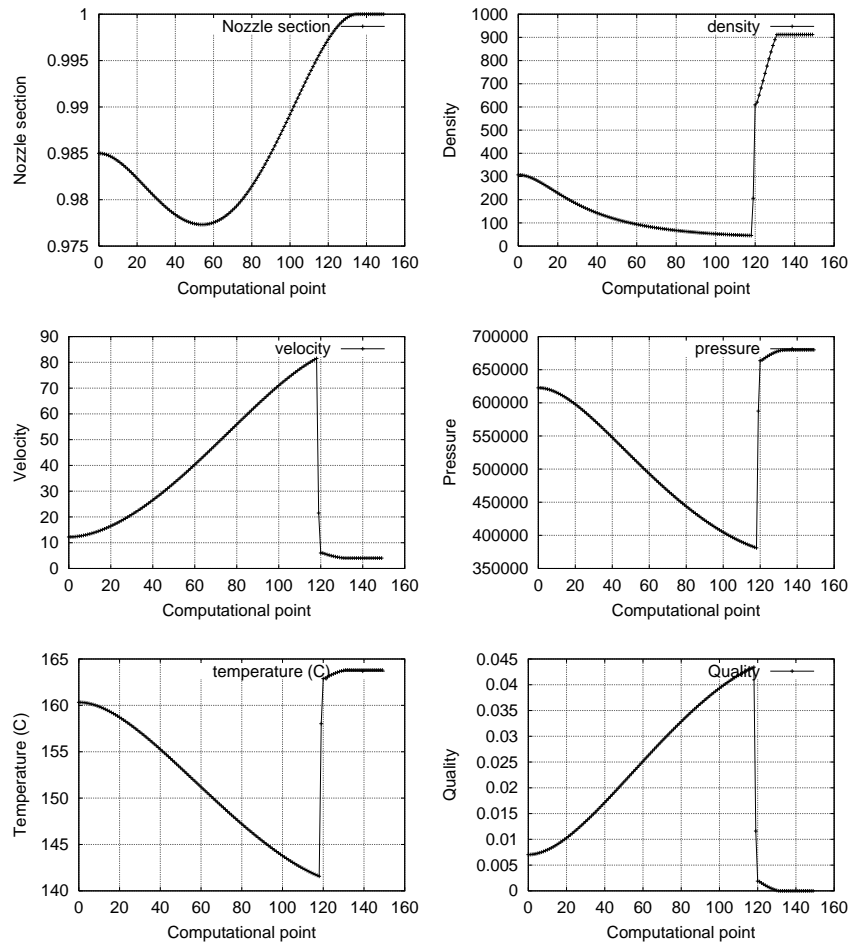 1
0.995
0.99
0.985
0.98
0.975
Nozzle section
Nozzle section
0 20 40 60 80 100 120 140 160
Computational point
1000
900
800
700
600
500
400
300
200
100
0
Density
density
0 20 40 60 80 100 120 140 160
Computational point
90
80
70
60
50
40
30
20
10
0
Velocity
velocity
0 20 40 60 80 100 120 140 160
Computational point
700000
650000
600000
550000
500000
450000
400000
350000
Pressure
pressure
0 20 40 60 80 100 120 140 160
Computational point
165
160
155
150
145
140
Temperature (C)
temperature (C)
0 20 40 60 80 100 120 140 160
Computational point
0.045
0.04
0.035
0.03
0.025
0.02
0.015
0.01
0.005
0
Quality
Quality
0 20 40 60 80 100 120 140 160
Computational point